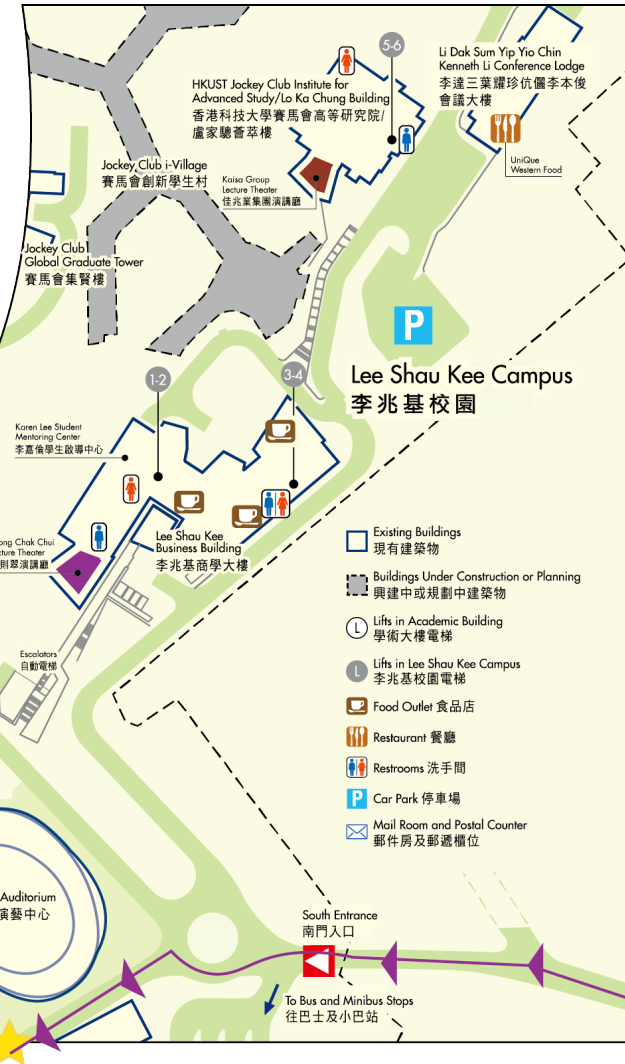 5-6
Li Dak Sum Yip Yio Chin
Kenneth Li Conference Lodge
李達三葉耀珍伉儷李本俊
會議大樓
HKUST Jockey Club Institute for
Advanced Study/Lo Ka Chung Building
香港科技大學賽馬會高等研究院/
盧家驄薈萃樓
UniQue
Western Food
Jockey Club i-Village
賽馬會創新學生村
Kaisa Group
Lecture Theater
佳兆業集團演講廳
Jockey Club
Global Graduate Tower
賽馬會集賢樓
P
Lee Shau Kee Campus
李兆基校園
1-2
3-4
Karen Lee Student
Mentoring Center
李嘉倫學生啟導中心
Lee Shau Kee
Business Building
李兆基商學大樓
ong Chak Chui
cture Theater
則翠演講廳
Escalators
自動電梯
Existing Buildings
現有建築物
Buildings Under Construction or Planning
興建中或規劃中建築物
L
Lifts in Academic Building
學術大樓電梯
L
Lifts in Lee Shau Kee Campus
李兆基校園電梯
Food Outlet 食品店
Restaurant 餐廳
Restrooms 洗手間
P
Car Park 停車場
Mail Room and Postal Counter
郵件房及郵遞櫃位
Auditorium
演藝中心
South Entrance
南門入口
To Bus and Minibus Stops
往巴士及小巴站